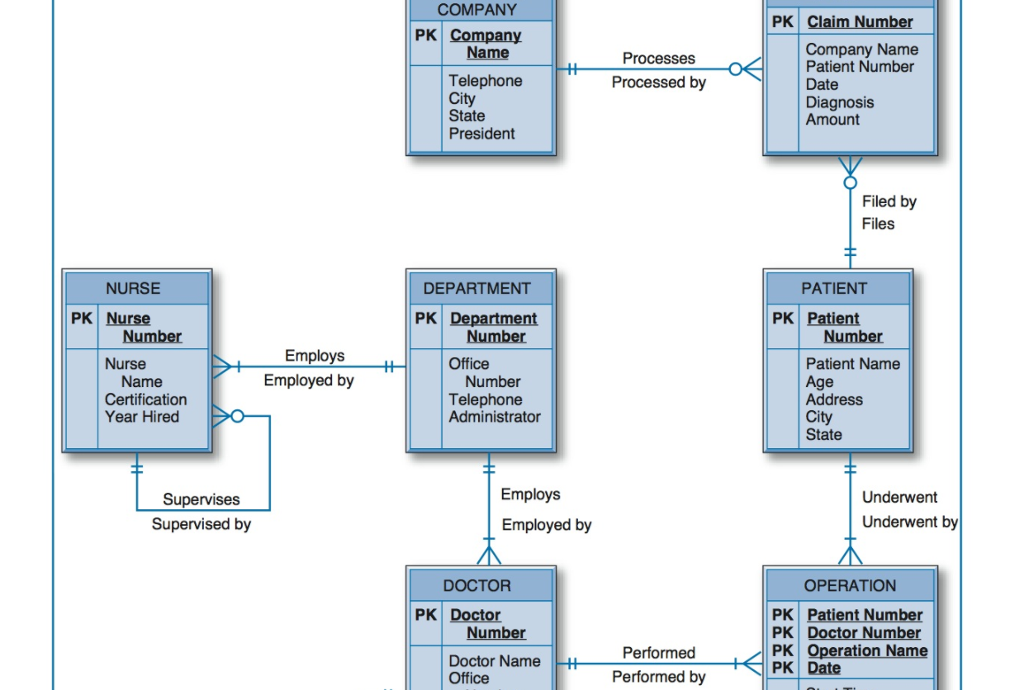 COMPANY
PK Company
Name
Telephone
City
State
President
Processes
Processed by
PK Claim Number
Company Name
Patient Number
Date
Diagnosis
Amount
Filed by
Files
NURSE
PK Nurse
Number
Nurse
Name
Certification
Year Hired
Employs
Employed by
Supervises
Supervised by
DEPARTMENT
PK Department
Number
Office
Number
Telephone
Administrator
PATIENT
PK Patient
Number
Patient Name
Age
Address
City
State
Employs
Employed by
Underwent
Underwent by
DOCTOR
PK Doctor
Number
Doctor Name
Office
Performed
Performed by
OPERATION
PK Patient Number
PK Doctor Number
PK Operation Name
PK Date